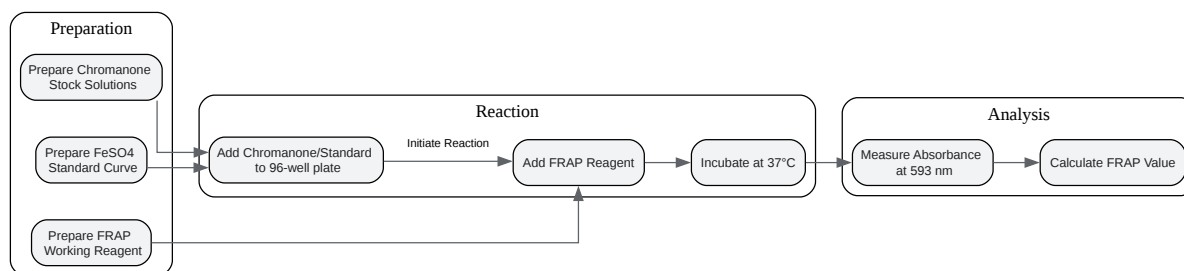 Preparation
Prepare Chromanone
Stock Solutions
Prepare FeSO4
Standard Curve
Prepare FRAP
Working Reagent
Reaction
Add Chromanone/Standard
to 96-well plate
Initiate Reaction
Add FRAP Reagent
Incubate at 37°C
Analysis
Measure Absorbance
at 593 nm
Calculate FRAP Value